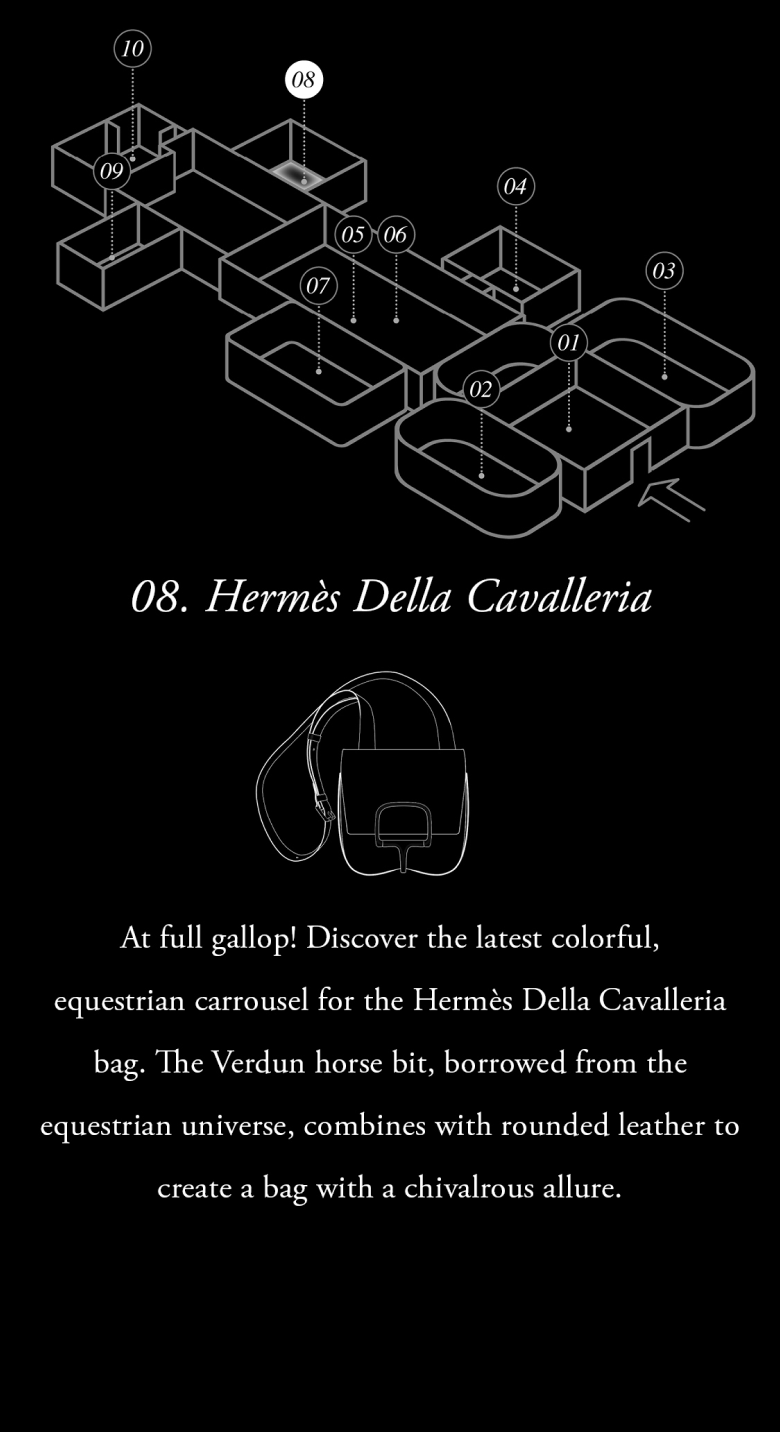 10
08
09
04
05
06
03
07
01
02
08. Hermès Della Cavalleria
At full gallop! Discover the latest colorful,
equestrian carrousel for the Hermès Della Cavalleria
bag. The Verdun horse bit, borrowed from the
equestrian universe, combines with rounded leather to
create a bag with a chivalrous allure.